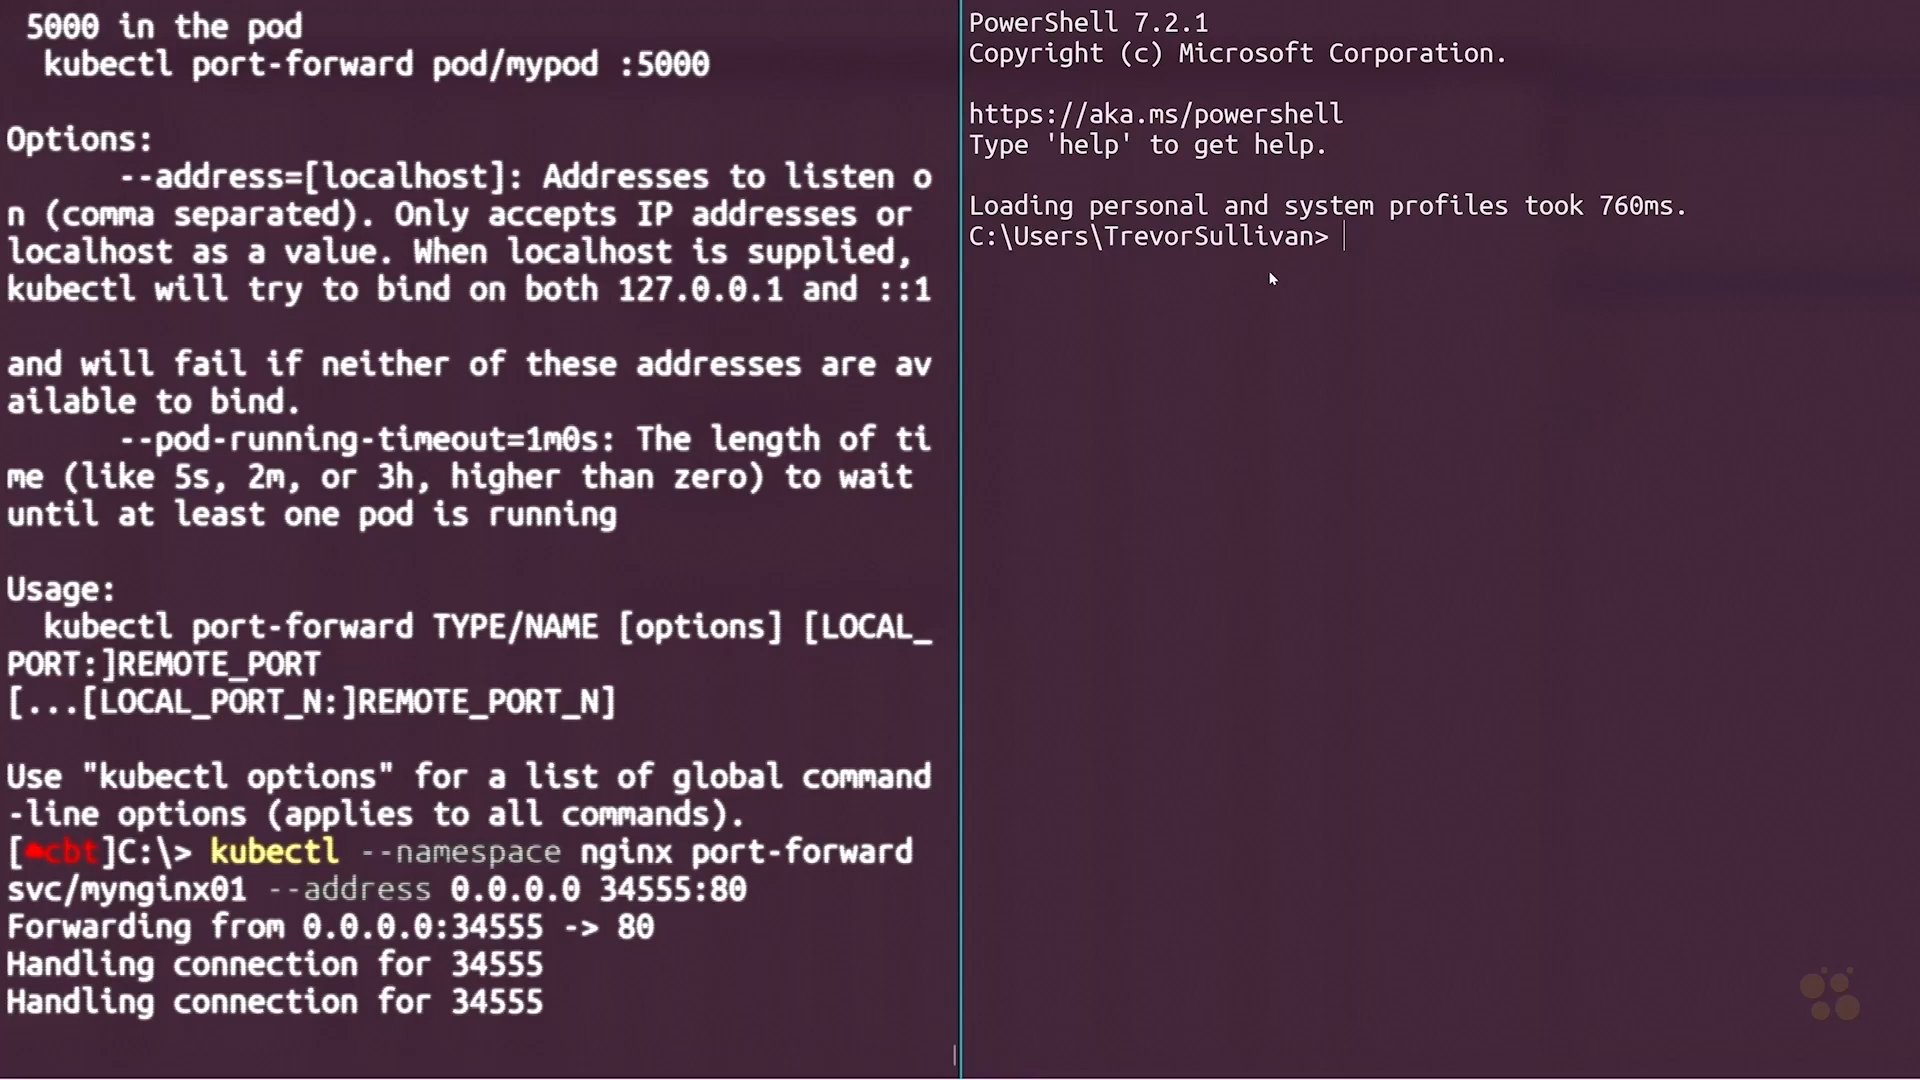 5000 in the pod
kubectl port-forward pod/mypod :5000
Options:
--address=[localhost]: Addresses to listen o
n (comma separated). Only accepts IP addresses or
localhost as a value. When localhost is supplied,
kubectl will try to bind on both 127.0.0.1 and ::1
and will fail if neither of these addresses are av
ailable to bind.
--pod-running-timeout=1m0s: The length of ti
me (like 5s, 2m, or 3h, higher than zero) to wait
until at least one pod is running
Usage:
kubectl port-forward TYPE/NAME [options] [LOCAL_
PORT:]REMOTE_PORT
[...[LOCAL_PORT_N:]REMOTE_PORT_N]
Use "kubectl options" for a list of global command
-line options (applies to all commands).
[☁cbt]C:\> kubectl --namespace nginx port-forward
svc/mynginx01 --address 0.0.0.0 34555:80
Forwarding from 0.0.0.0:34555 -> 80
Handling connection for 34555
Handling connection for 34555
PowerShell 7.2.1
Copyright (c) Microsoft Corporation.
https://aka.ms/powershell
Type 'help' to get help.
Loading personal and system profiles took 760ms.
C:\Users\TrevorSullivan>